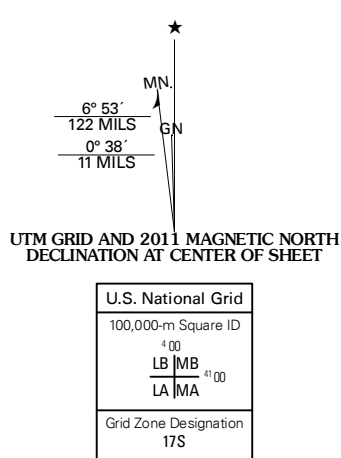 ★
MN.
6° 53´
122 MILS
GN
0° 38´
11 MILS
UTM GRID AND 2011 MAGNETIC NORTH
DECLINATION AT CENTER OF SHEET
U.S. National Grid
100,000-m Square ID
4 00
LB MB
41 00
LA MA
Grid Zone Designation
17S